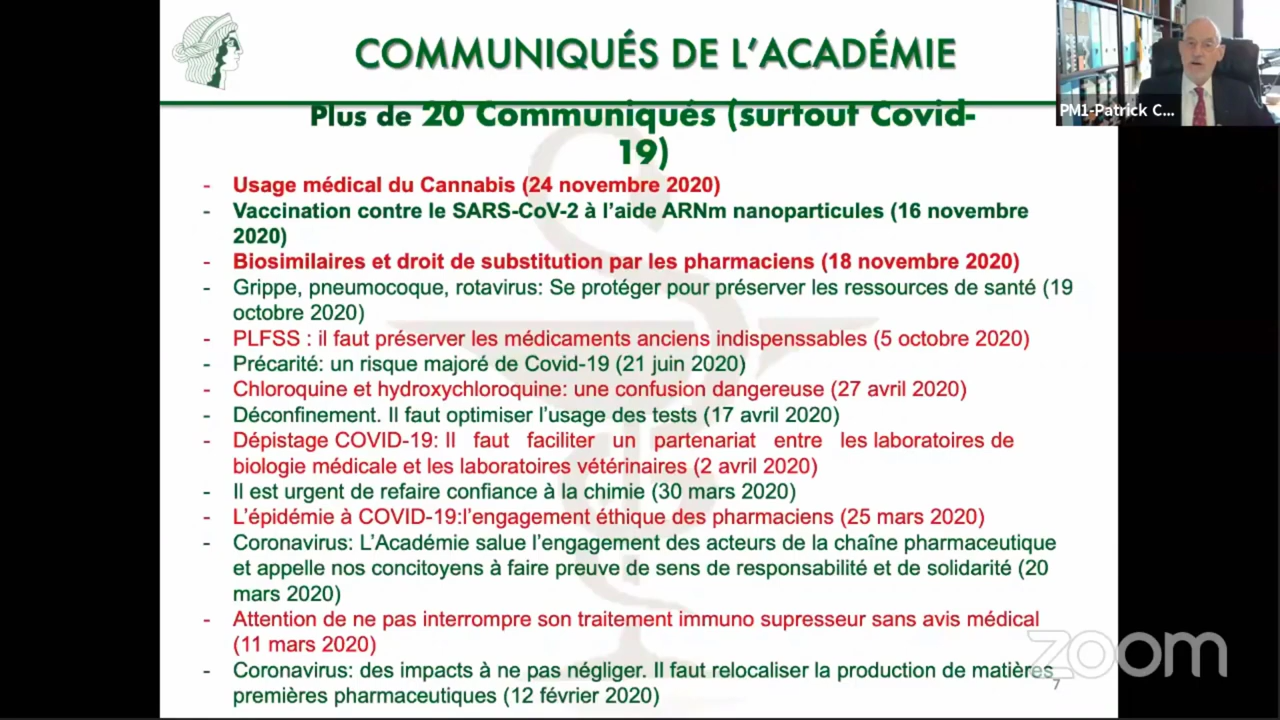 COMMUNIQUÉS DE L'ACADÉMIE
PM1-Patrick C...
Plus de 20 Communiqués (surtout Covid-
19)
- Usage médical du Cannabis (24 novembre 2020)
- Vaccination contre le SARS-CoV-2 à l'aide ARNm nanoparticules (16 novembre
2020)
- Biosimilaires et droit de substitution par les pharmaciens (18 novembre 2020)
- Grippe, pneumocoque, rotavirus: Se protéger pour préserver les ressources de santé (19
octobre 2020)
- PLFSS : il faut préserver les médicaments anciens indispenssables (5 octobre 2020)
- Précarité: un risque majoré de Covid-19 (21 juin 2020)
- Chloroquine et hydroxychloroquine: une confusion dangereuse (27 avril 2020)
- Déconfinement. Il faut optimiser l'usage des tests (17 avril 2020)
- Dépistage COVID-19: Il faut faciliter un partenariat entre les laboratoires de
biologie médicale et les laboratoires vétérinaires (2 avril 2020)
- Il est urgent de refaire confiance à la chimie (30 mars 2020)
- L'épidémie à COVID-19:l'engagement éthique des pharmaciens (25 mars 2020)
- Coronavirus: L'Académie salue l'engagement des acteurs de la chaîne pharmaceutique
et appelle nos concitoyens à faire preuve de sens de responsabilité et de solidarité (20
mars 2020)
- Attention de ne pas interrompre son traitement immuno supresseur sans avis médical
(11 mars 2020)
- Coronavirus: des impacts à ne pas négliger. Il faut relocaliser la production de matières
premières pharmaceutiques (12 février 2020)
7
zoom